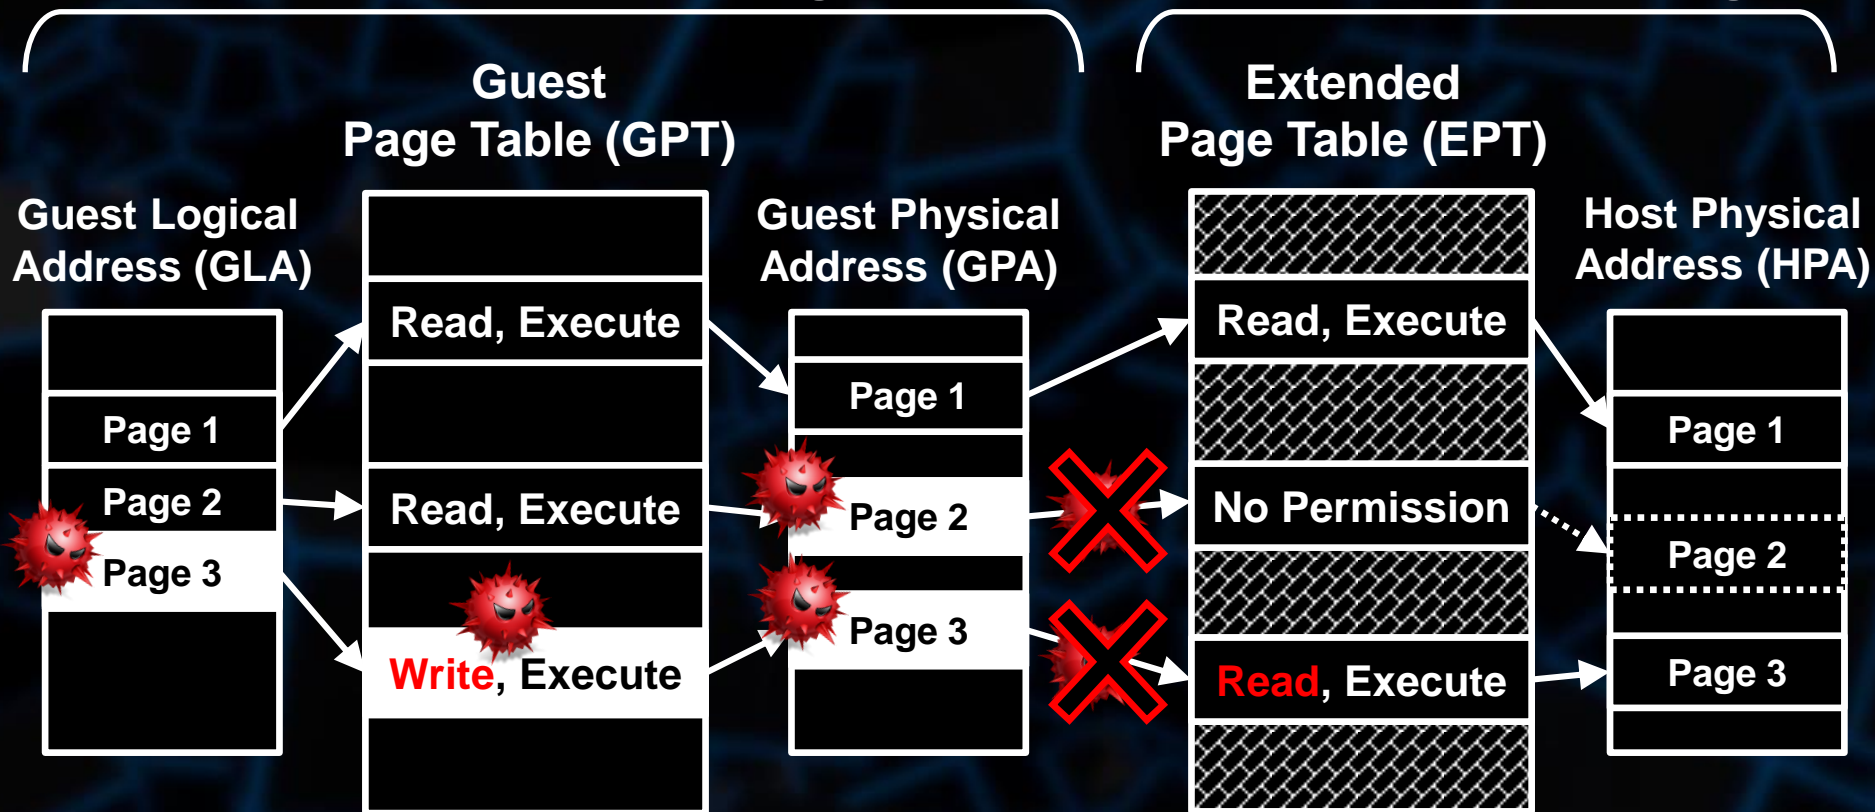 Guest
Page Table (GPT)
Extended
Page Table (EPT)
Guest Logical
Address (GLA)
Guest Physical
Address (GPA)
Host Physical
Address (HPA)
Page 1
Page 2
Page 3
Read, Execute
Read, Execute
Write, Execute
Page 1
Page 2
Page 3
Read, Execute
No Permission
Read, Execute
Page 1
Page 2
Page 3